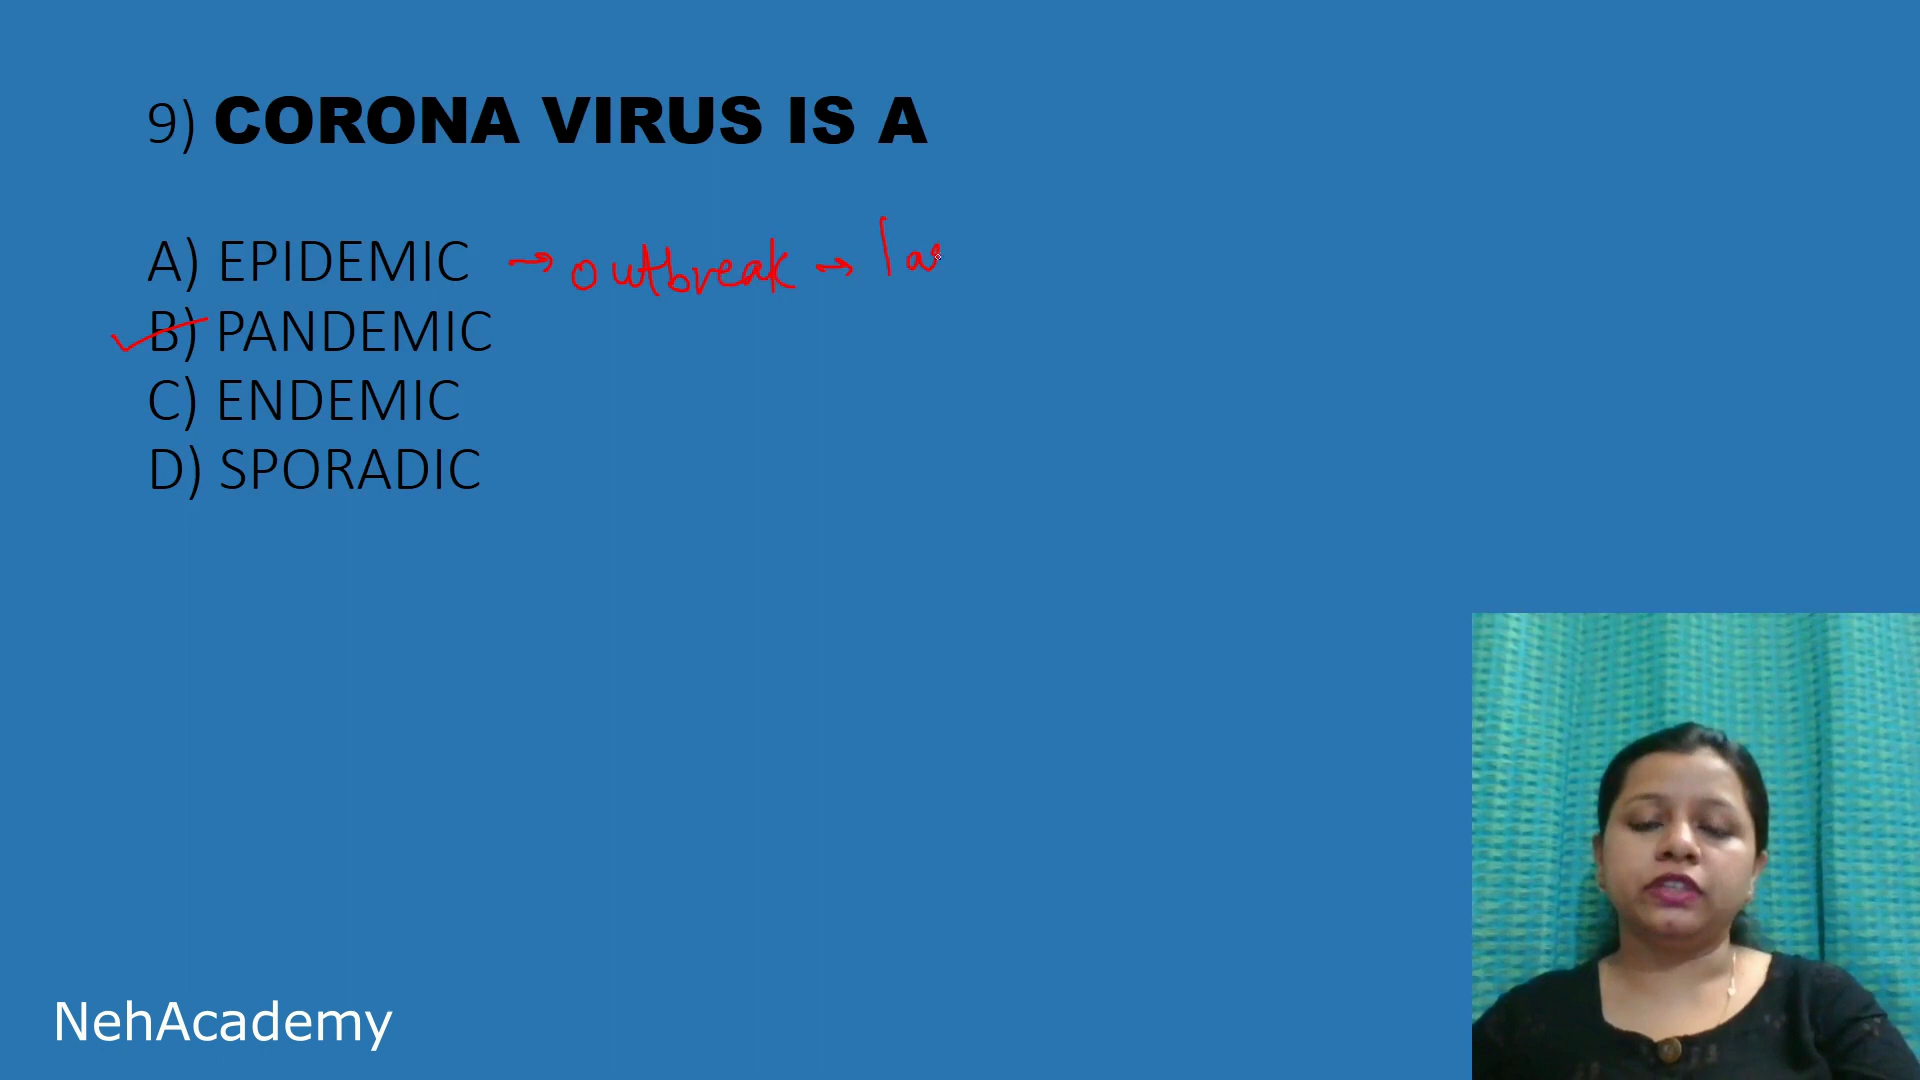 9) CORONA VIRUS IS A
A) EPIDEMIC → outbreak →
B) PANDEMIC
C) ENDEMIC
D) SPORADIC
NehAcademy